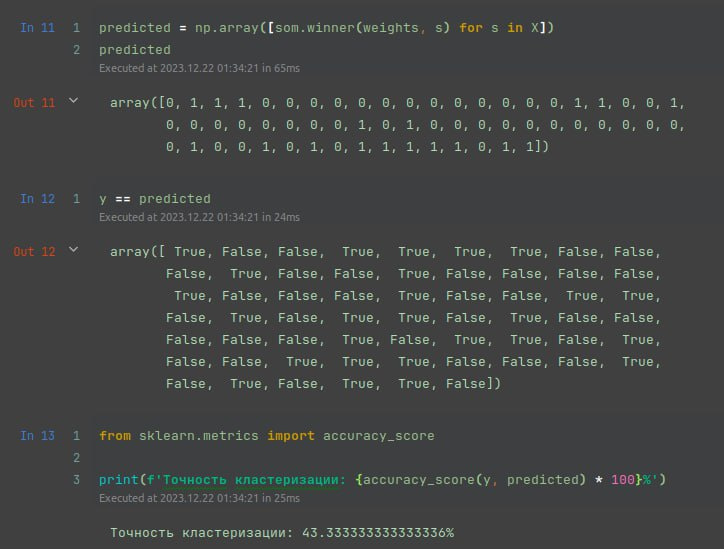 In 11 1 predicted = np.array([som.winner(weights, s) for s in X])
2 predicted
Executed at 2023.12.22 01:34:21 in 65ms
Out 11 array([0, 1, 1, 1, 0, 0, 0, 0, 0, 0, 0, 0, 0, 0, 0, 0, 0, 1, 1, 0, 0, 1,
0, 0, 0, 0, 0, 0, 0, 0, 1, 0, 1, 0, 0, 0, 0, 0, 0, 0, 0, 0, 0, 0,
0, 1, 0, 0, 1, 0, 1, 0, 1, 1, 1, 1, 1, 0, 1, 1])
In 12 1 y == predicted
Executed at 2023.12.22 01:34:21 in 24ms
Out 12 array([ True, False, False, True, True, True, True, False, False,
False, True, False, False, True, False, False, False, False,
True, False, False, False, True, False, False, True, True,
False, True, False, False, True, True, False, True, False,
False, False, False, True, False, True, True, False, True,
False, False, True, True, True, False, False, False, True,
False, True, False, True, True, False])
In 13 1 from sklearn.metrics import accuracy_score
2
3 print(f'Точность кластеризации: {accuracy_score(y, predicted) * 100}%')
Executed at 2023.12.22 01:34:21 in 25ms
Точность кластеризации: 43.333333333333336%